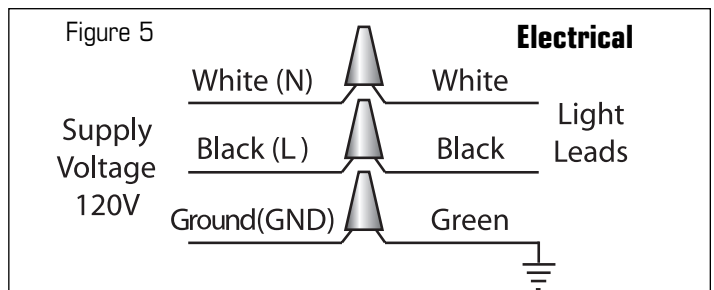 Figure 5
Electrical
White (N)
White
Supply
Voltage
120V
Black (L )
Black
Light
Leads
Ground(GND)
Green